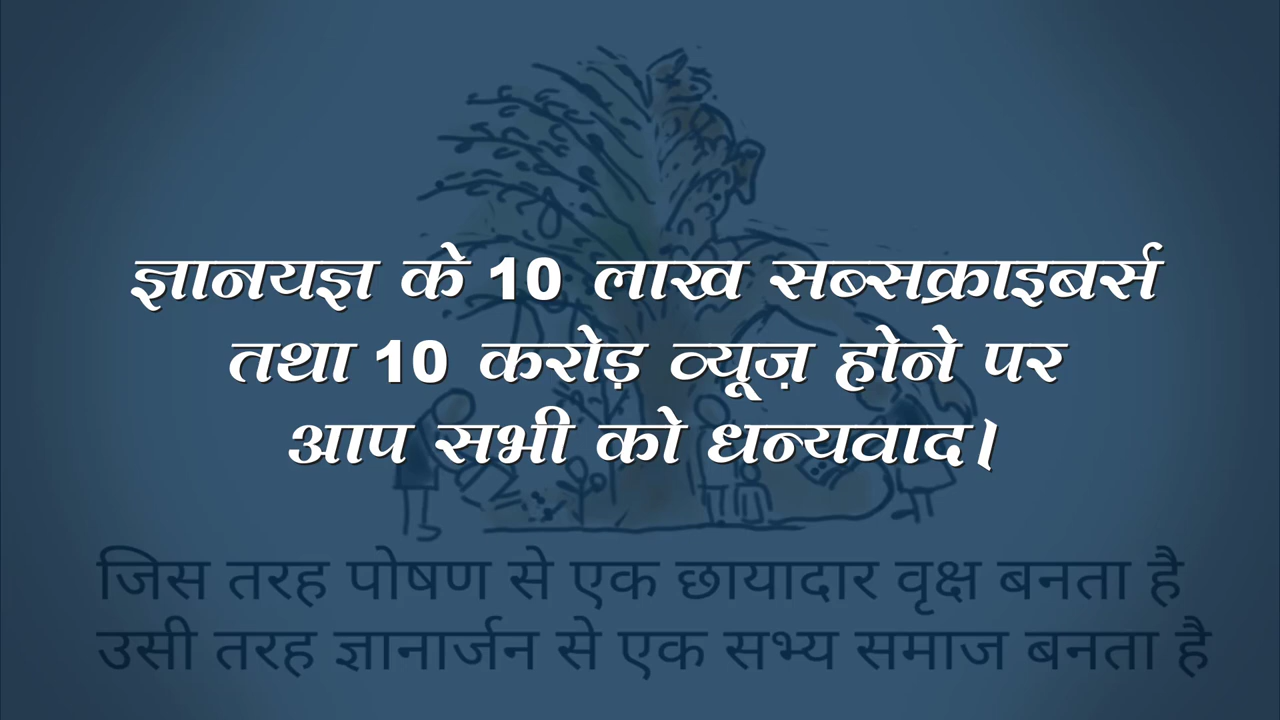 ज्ञानयज्ञ के 10 लाख सब्सक्राइबर्स
तथा 10 करोड़ व्यूज़ होने पर
आप सभी को धन्यवाद।
जिस तरह पोषण से एक छायादार वृक्ष बनता है
उसी तरह ज्ञानार्जन से एक सभ्य समाज बनता है